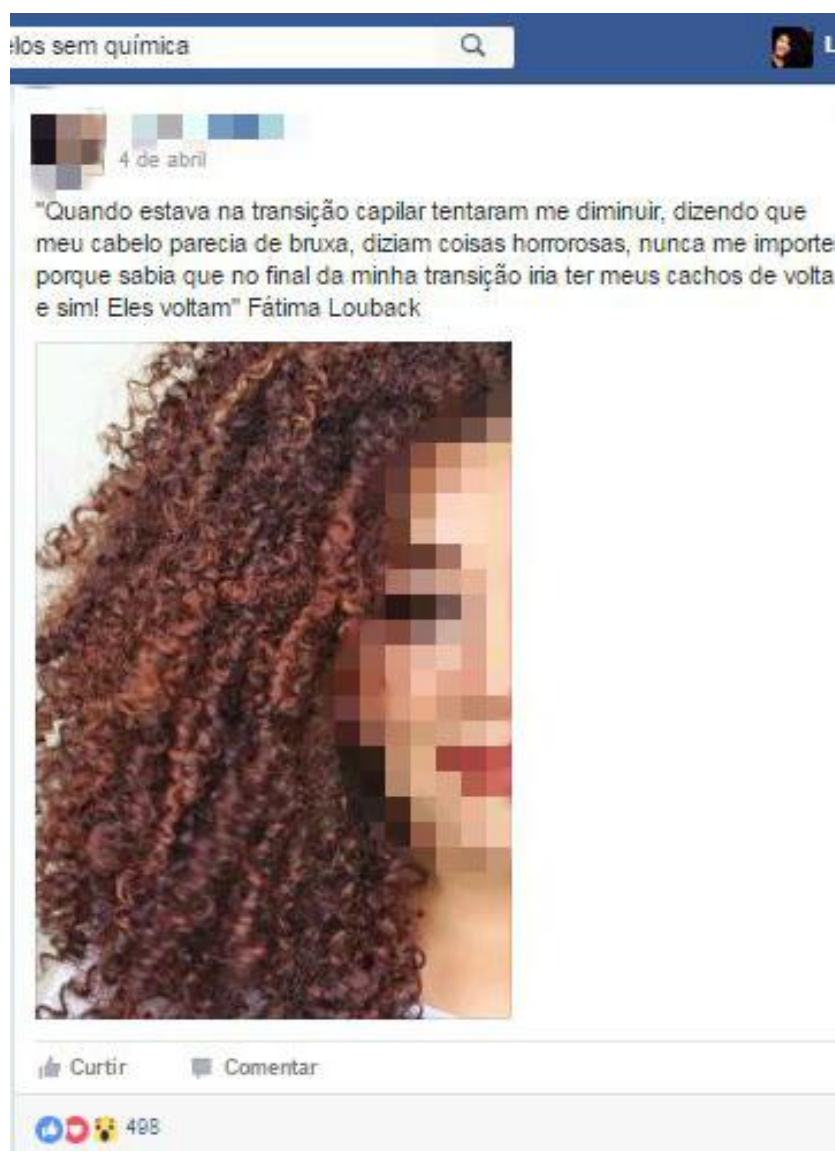 elos sem química
L
4 de abril
"Quando estava na transição capilar tentaram me diminuir, dizendo que
meu cabelo parecia de bruxa, diziam coisas horrorosas, nunca me importe
porque sabia que no final da minha transição iria ter meus cachos de volta
e sim! Eles voltam" Fátima Louback
Curtir Comentar
498